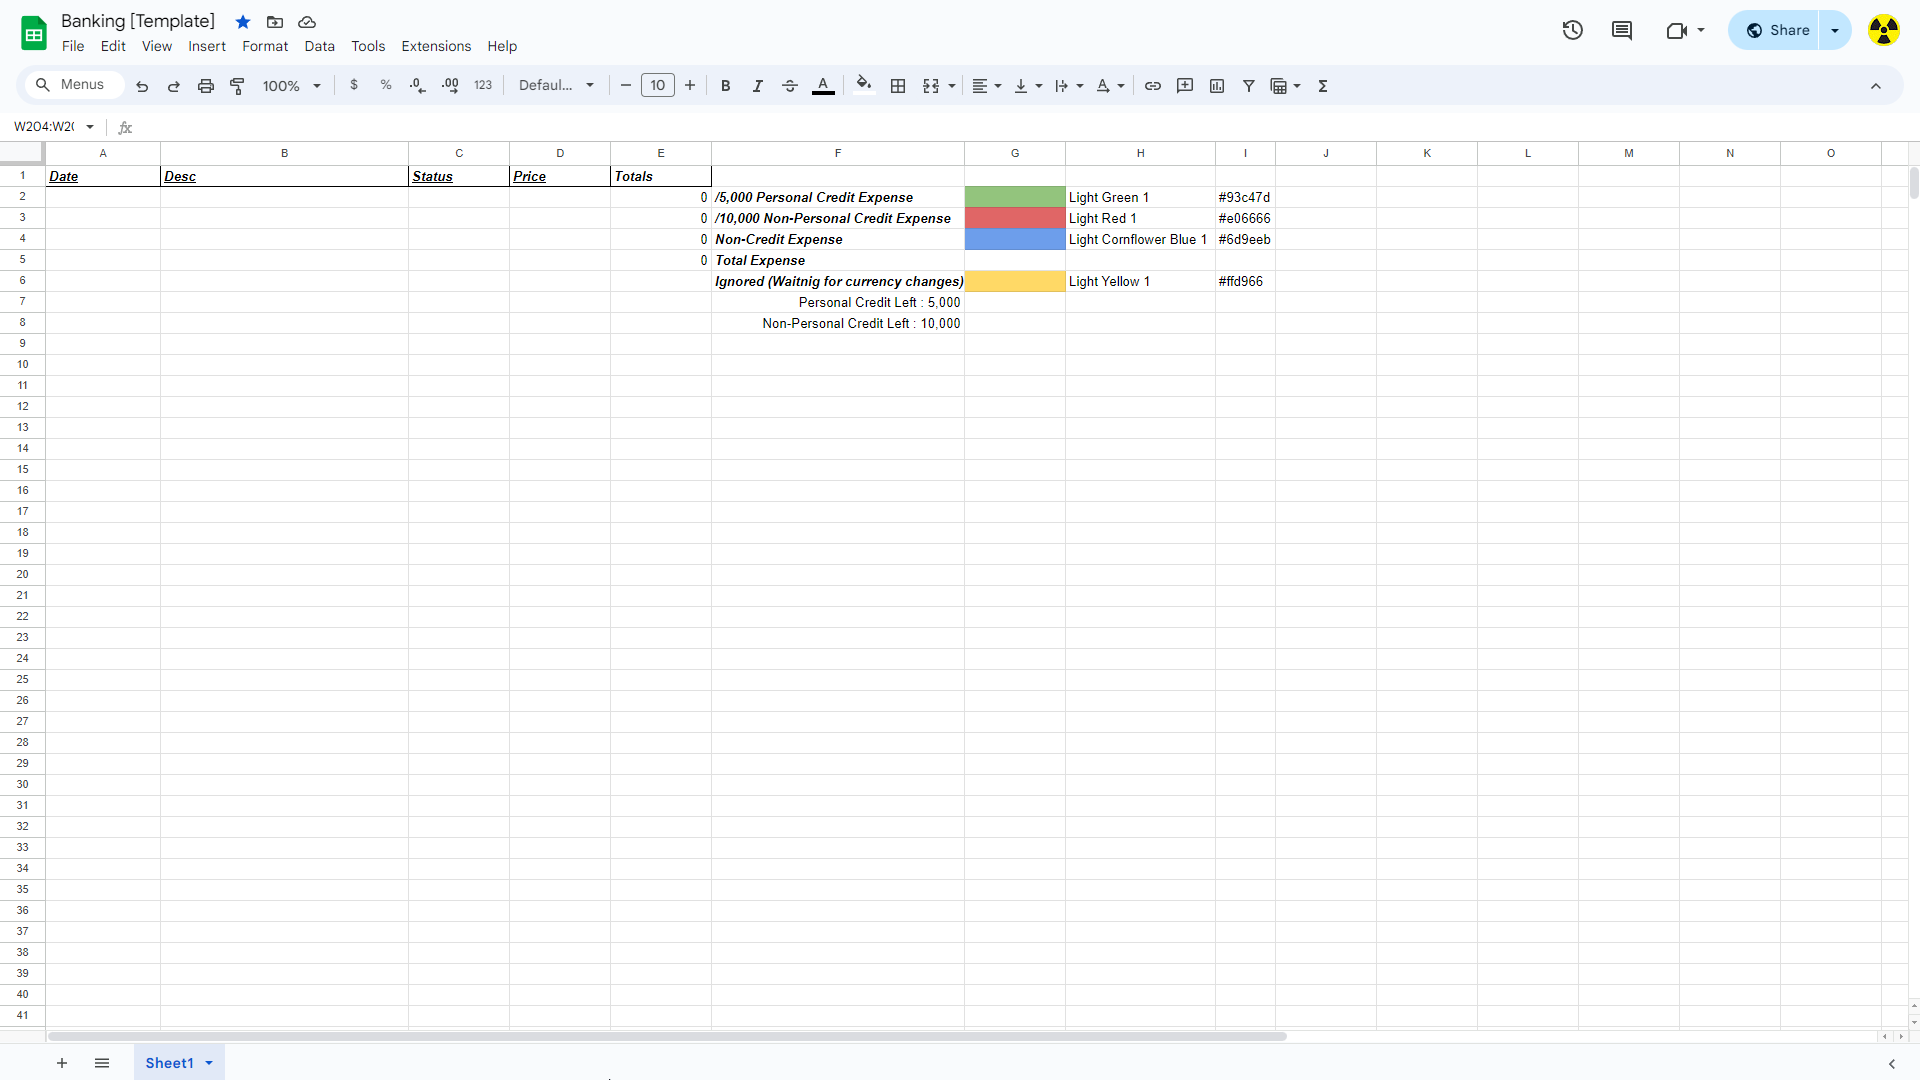 Banking [Template]
File Edit View Insert Format Data Tools Extensions Help
Share
Menus 100% $ % .0 .00 123 Defaul... 10 B I A Σ
W204:W20 fx
A B C D E F G H I J K L M N O
1 Date Desc Status Price Totals
2 0 /5,000 Personal Credit Expense Light Green 1 #93c47d
3 0 /10,000 Non-Personal Credit Expense Light Red 1 #e06666
4 0 Non-Credit Expense Light Cornflower Blue 1 #6d9eeb
5 0 Total Expense
6 Ignored (Waitnig for currency changes) Light Yellow 1 #ffd966
7 Personal Credit Left : 5,000
8 Non-Personal Credit Left : 10,000
9
10
11
12
13
14
15
16
17
18
19
20
21
22
23
24
25
26
27
28
29
30
31
32
33
34
35
36
37
38
39
40
41
Sheet1